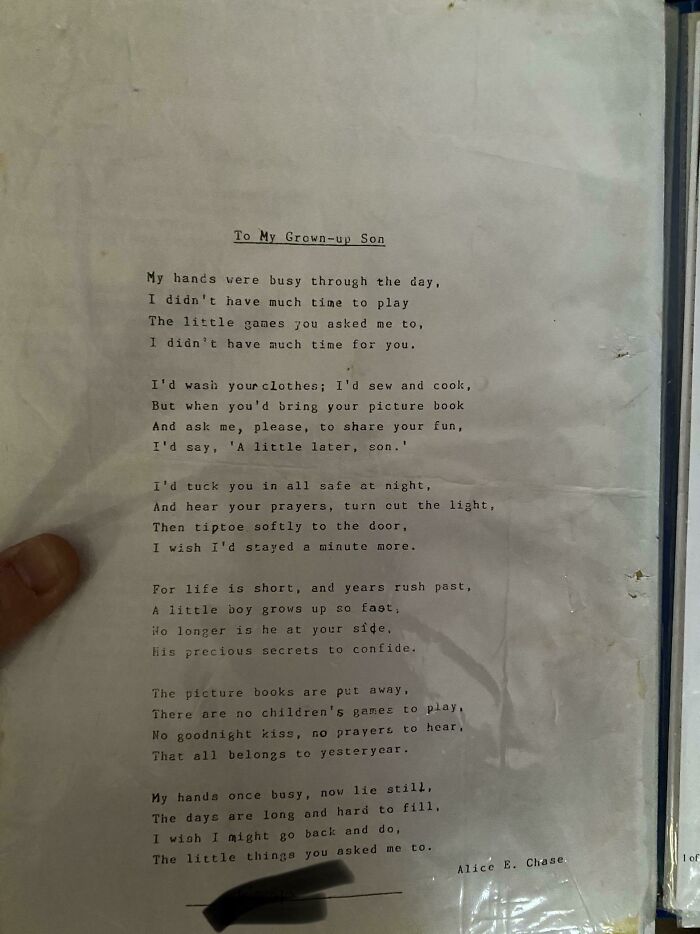 To My Grown-up Son
My hands were busy through the day,
I didn't have much time to play
The little games you asked me to,
I didn't have much time for you.
I'd wash your clothes; I'd sew and cook,
But when you'd bring your picture book
And ask me, please, to share your fun,
I'd say, 'A little later, son.'
I'd tuck you in all safe at night,
And hear your prayers, turn out the light,
Then tiptoe softly to the door,
I wish I'd stayed a minute more.
For life is short, and years rush past,
A little boy grows up so fast,
No longer is he at your side,
His precious secrets to confide.
The picture books are put away,
There are no children's games to play,
No goodnight kiss, no prayers to hear,
That all belongs to yesteryear.
My hands once busy, now lie still,
The days are long and hard to fill,
I wish I might go back and do,
The little things you asked me to.
Alice E. Chase
1 of